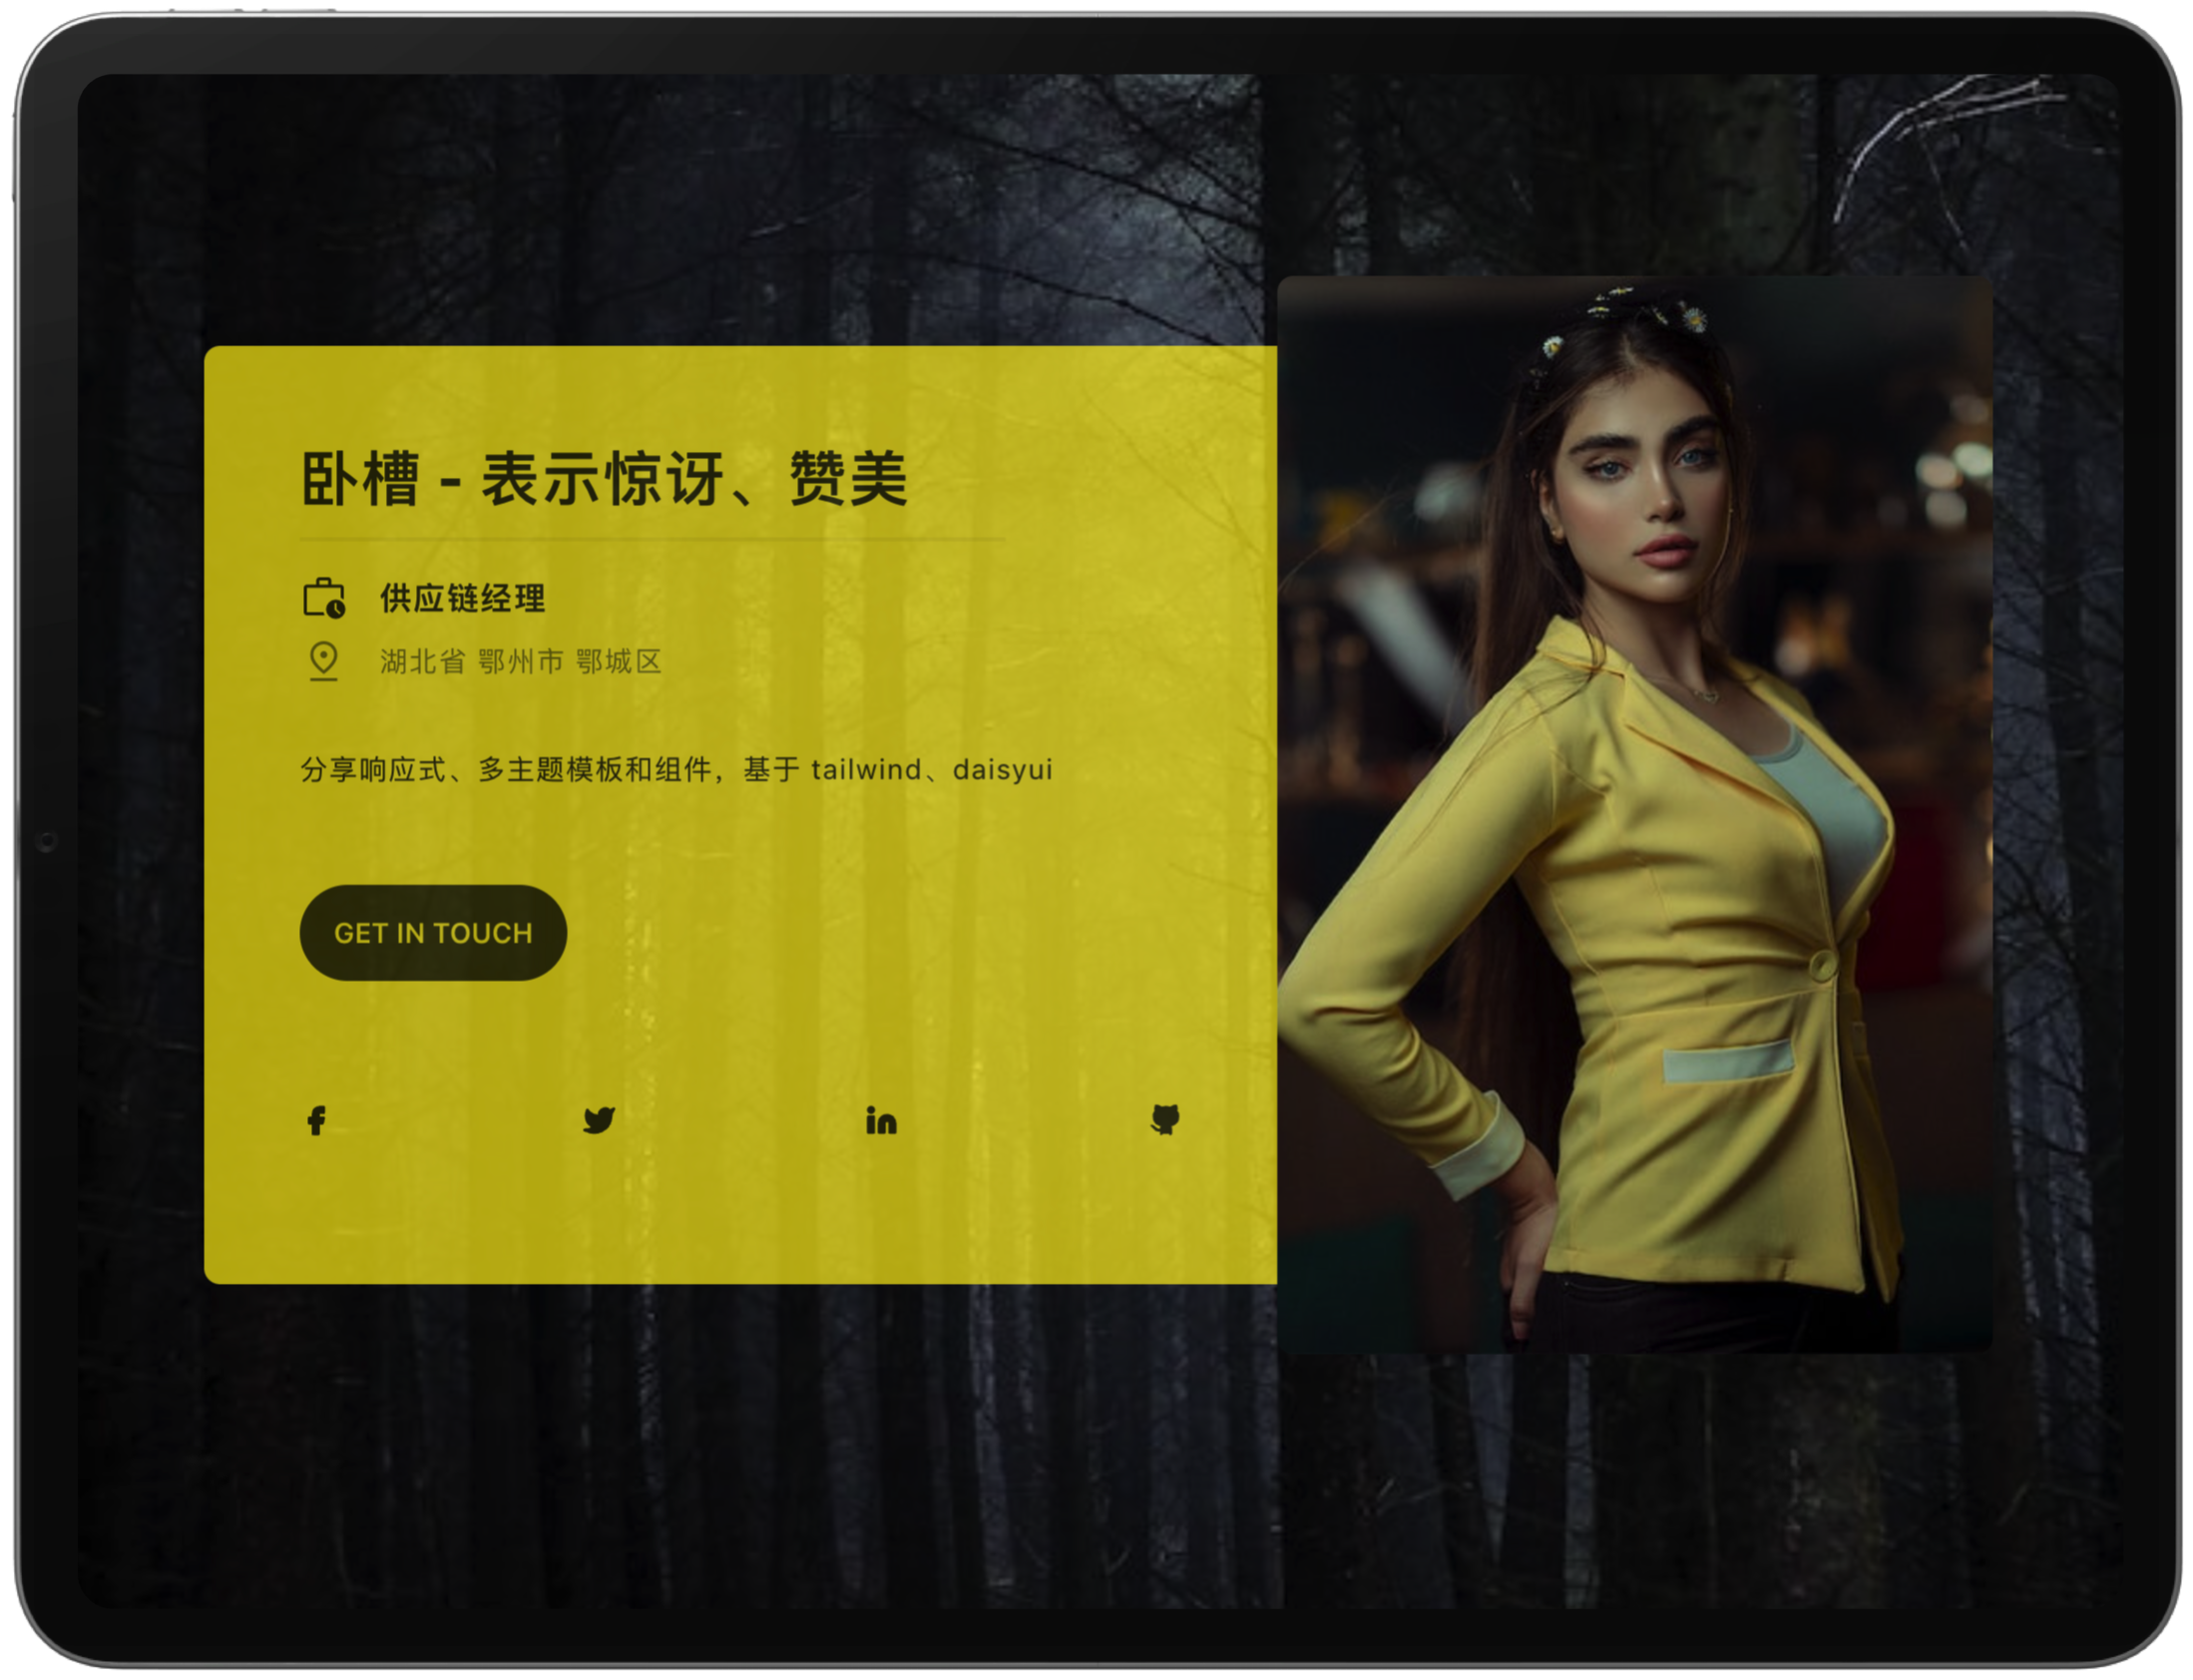 卧槽 - 表示惊讶、赞美
供应链经理
湖北省 鄂州市 鄂城区
分享响应式、多主题模板和组件，基于 tailwind、daisyui
GET IN TOUCH